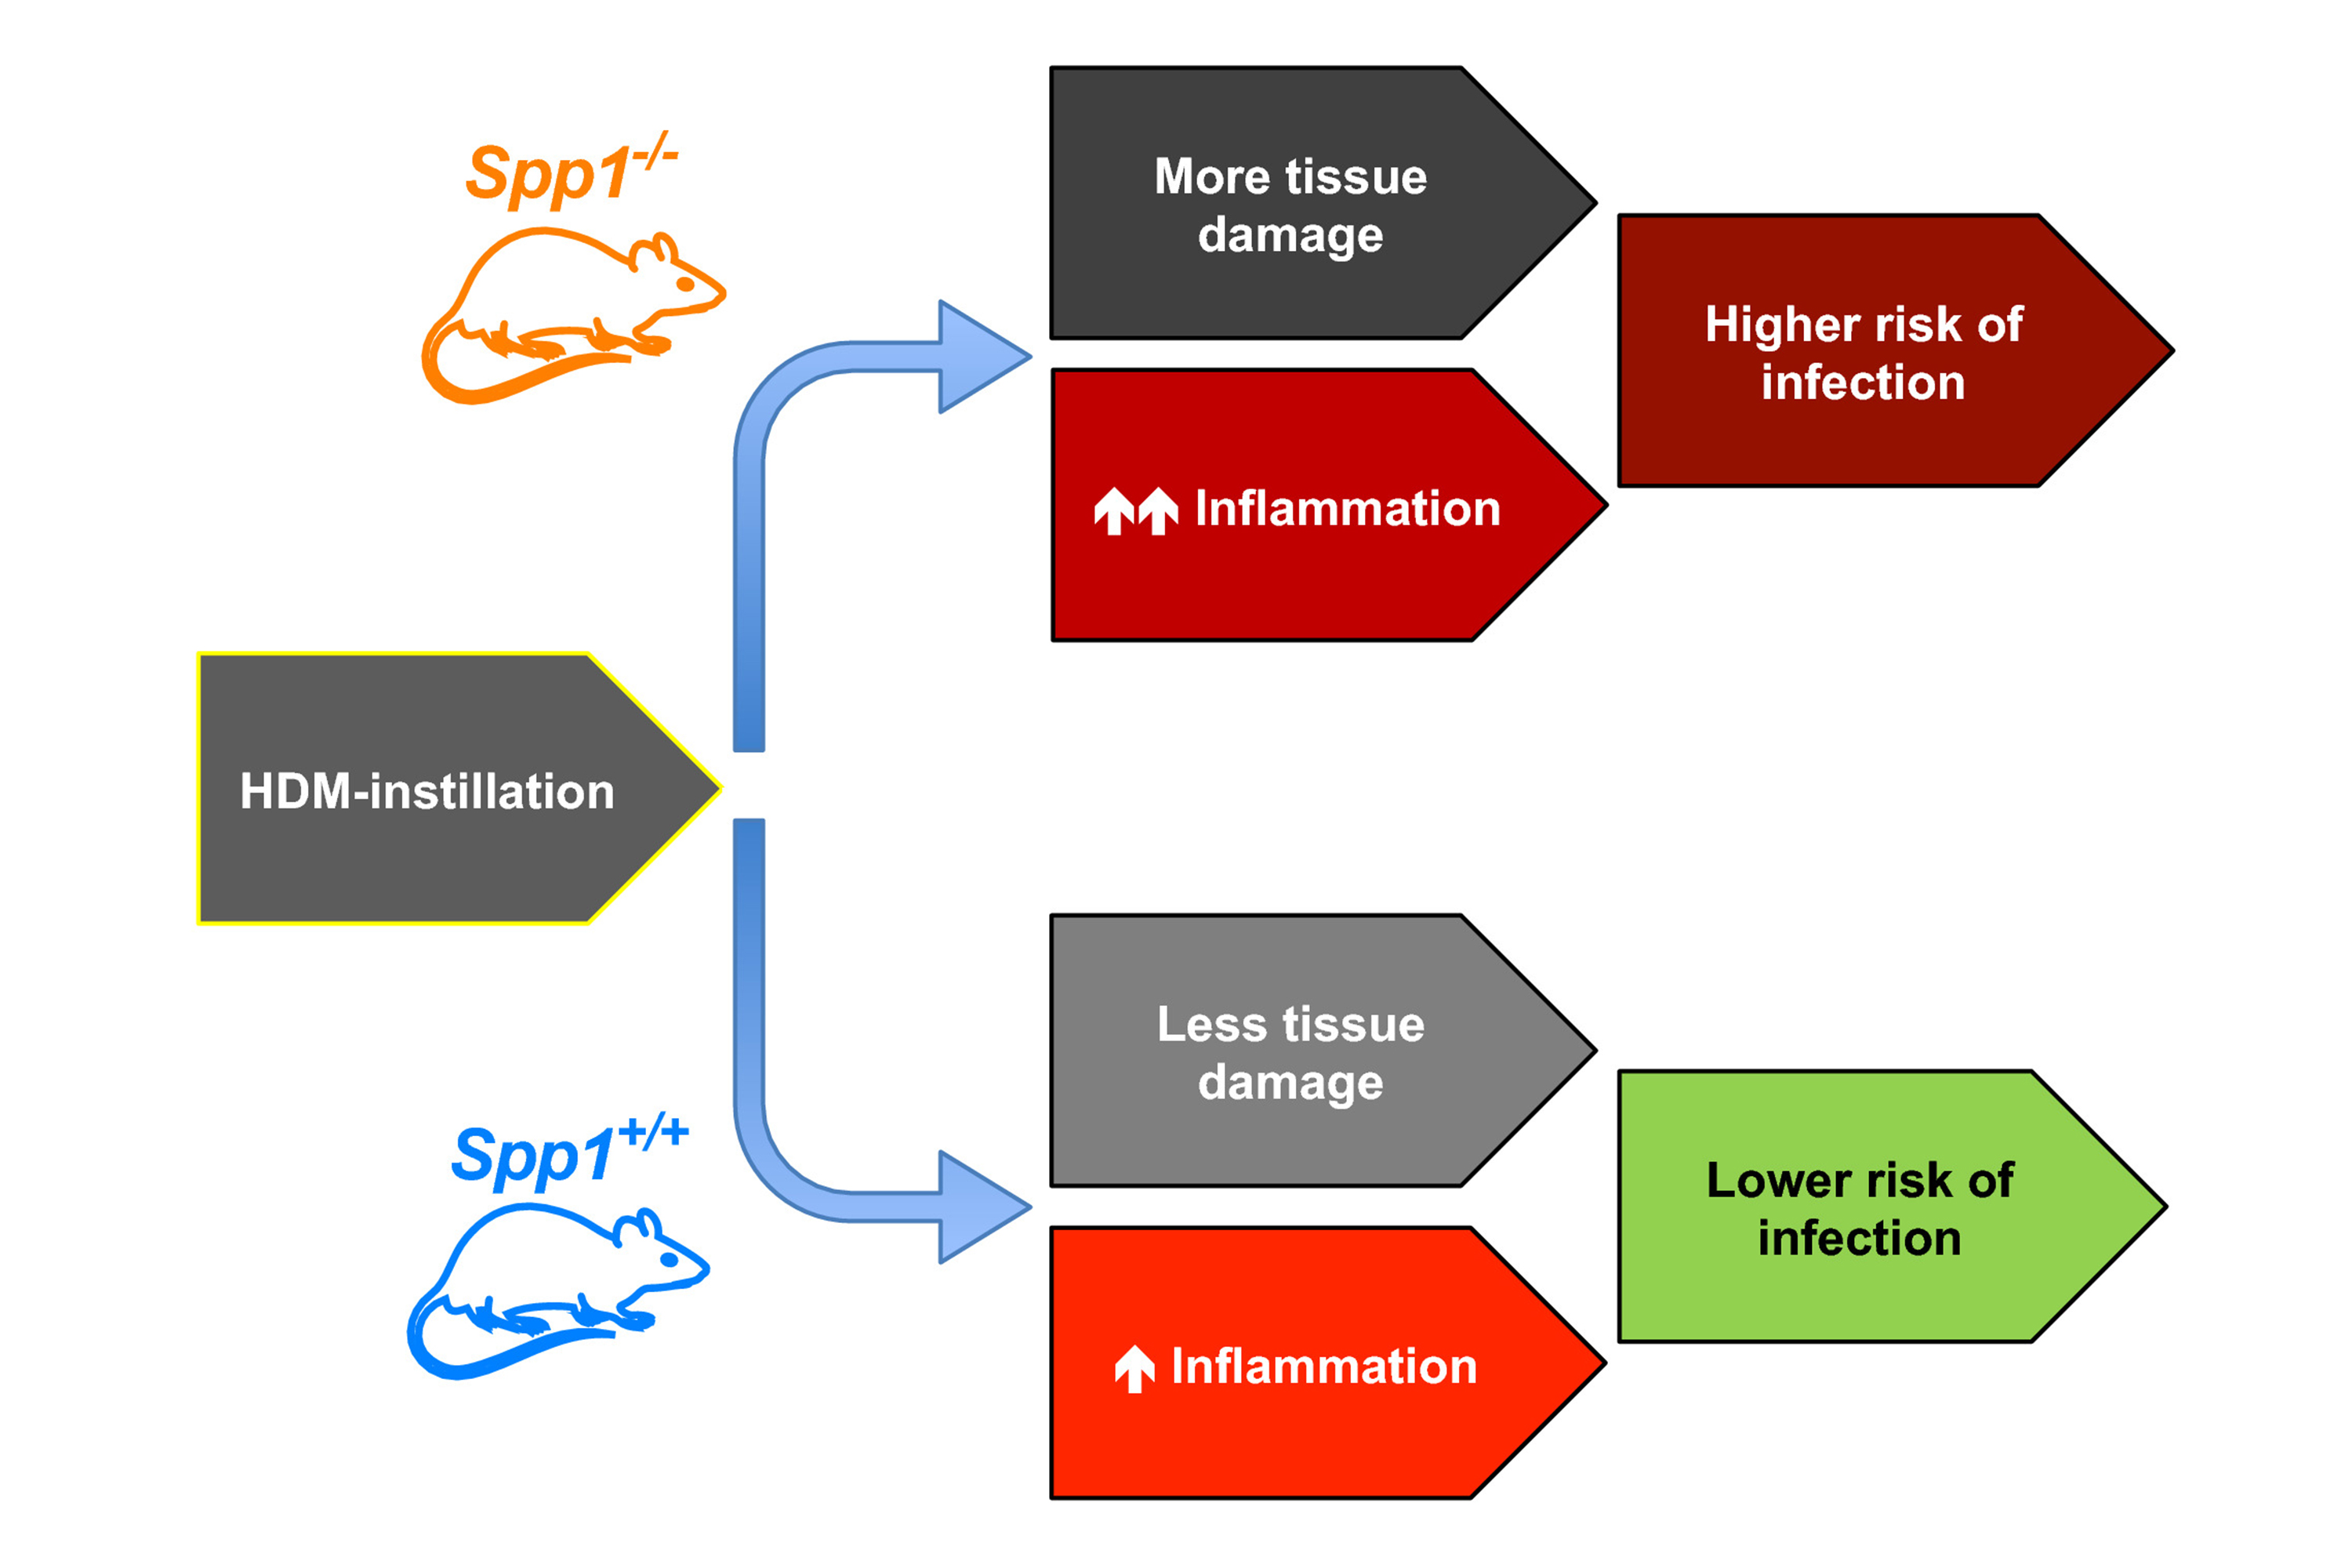 Spp1-/-
More tissue
damage
Higher risk of
infection
⬆⬆ Inflammation
HDM-instillation
Less tissue
damage
Spp1+/+
Lower risk of
infection
⬆ Inflammation